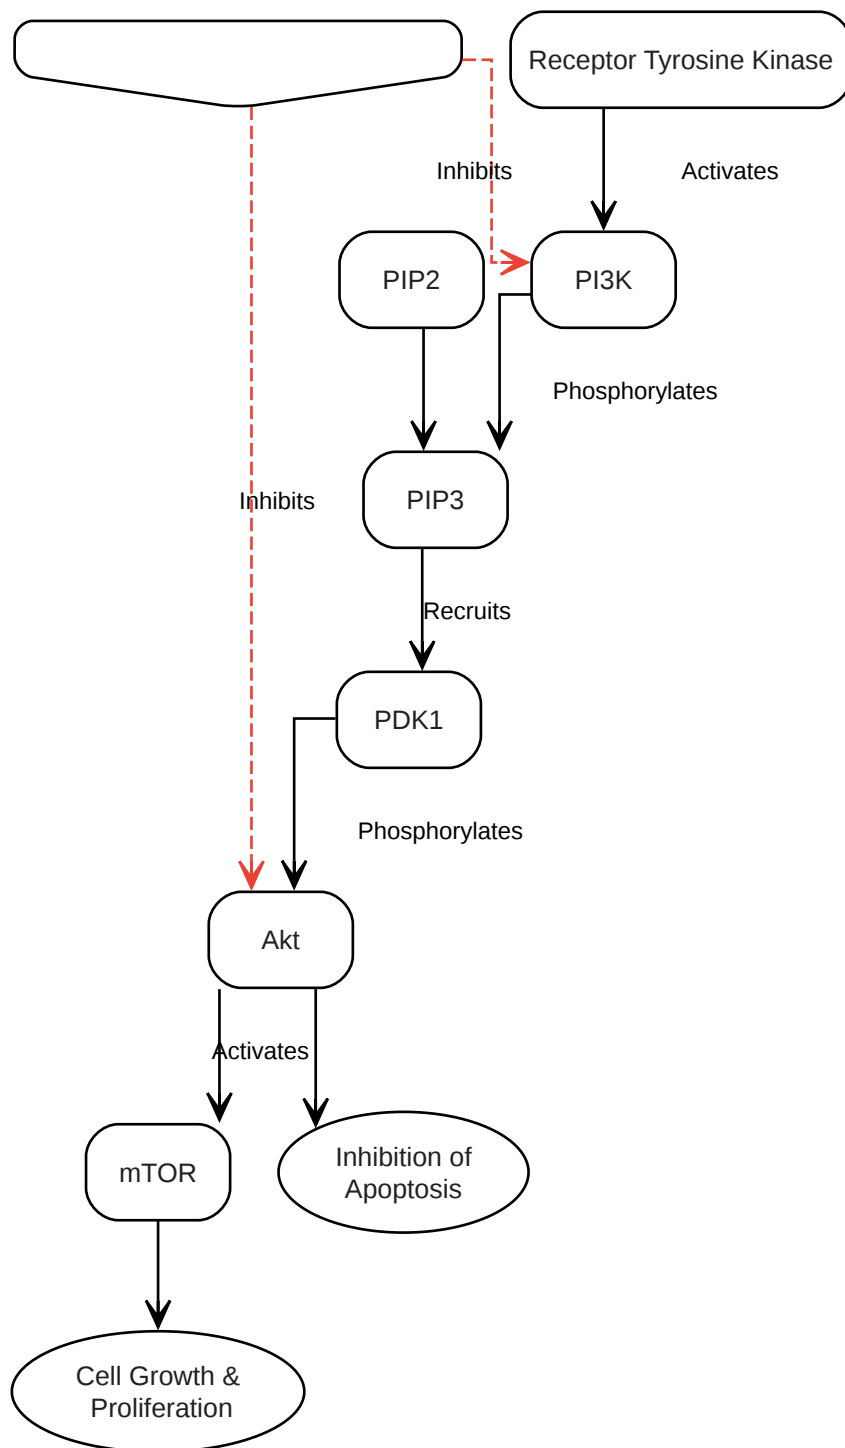 Receptor Tyrosine Kinase
Inhibits
Activates
PIP2
PI3K
Phosphorylates
PIP3
Inhibits
Recruits
PDK1
Phosphorylates
Akt
Activates
mTOR
Inhibition of
Apoptosis
Cell Growth &
Proliferation